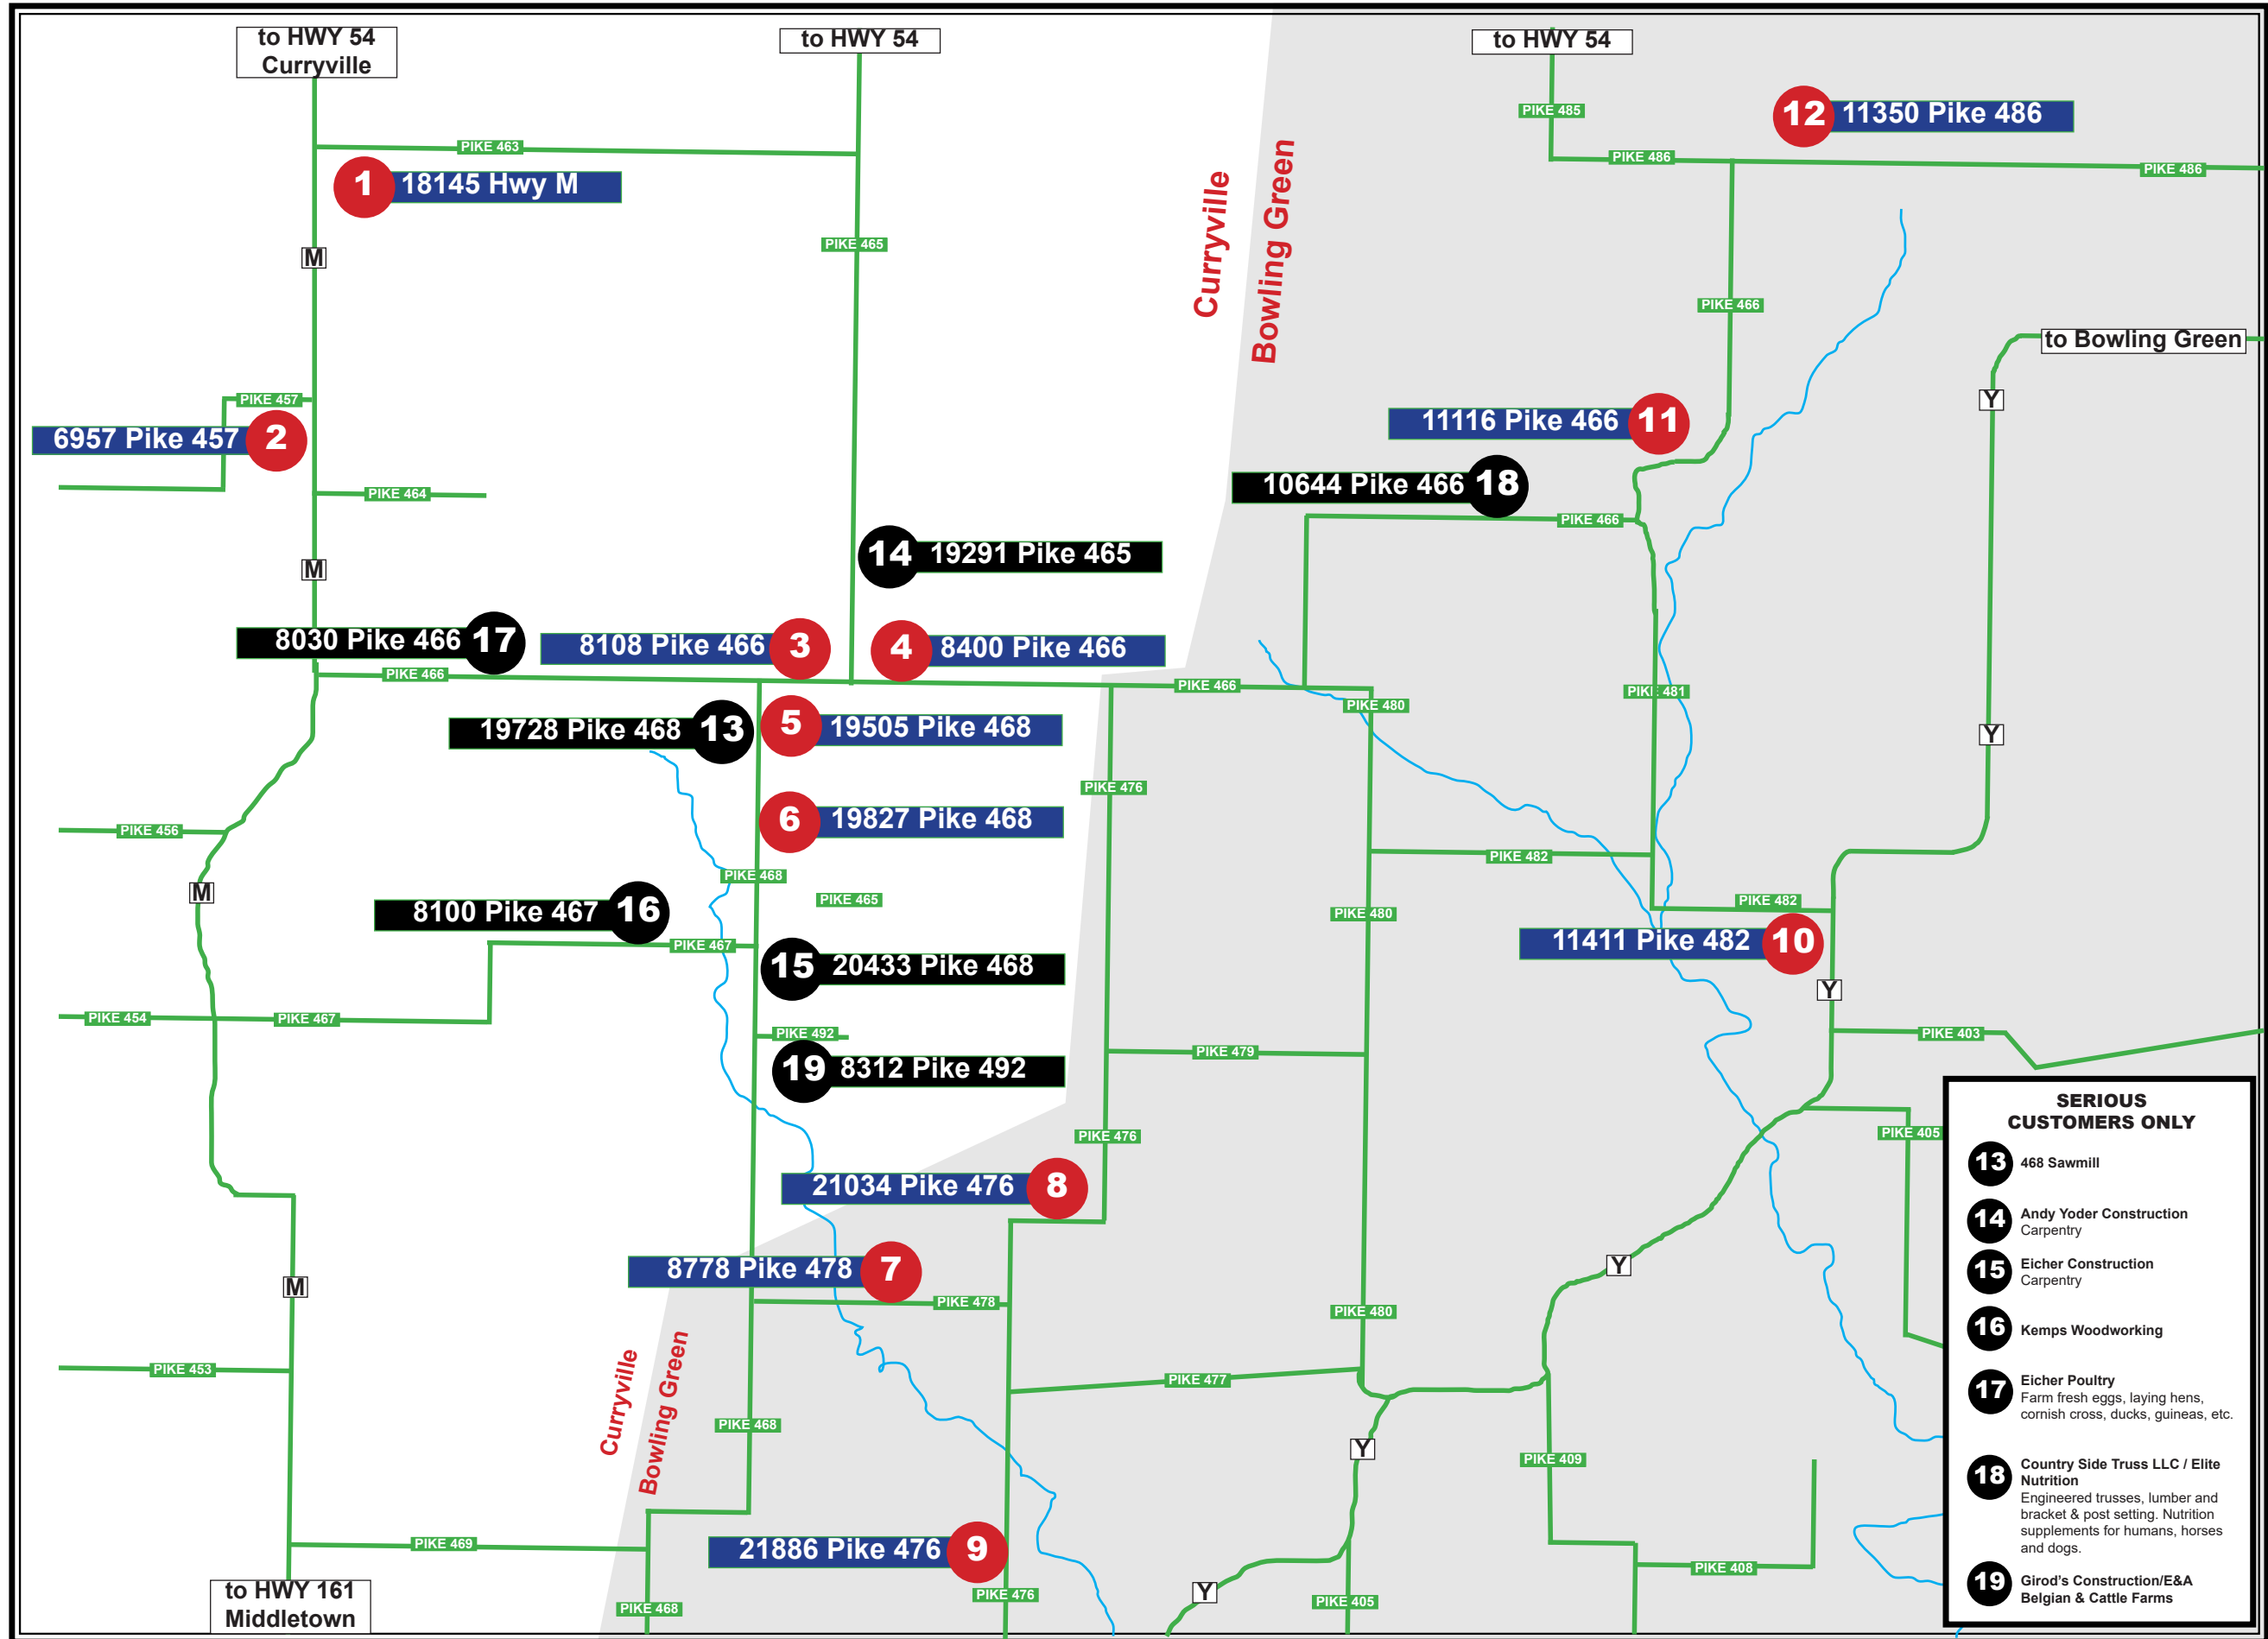 to HWY 54
Curryville
to HWY 54
to HWY 54
PIKE 485
12 11350 Pike 486
PIKE 463
PIKE 486
PIKE 486
1 18145 Hwy M
Curryville
Bowling Green
M
PIKE 465
PIKE 466
to Bowling Green
PIKE 457
Y
6957 Pike 457 2
11116 Pike 466 11
PIKE 464
10644 Pike 466 18
PIKE 466
14 19291 Pike 465
M
8030 Pike 466 17
8108 Pike 466 3
4 8400 Pike 466
PIKE 466
PIKE 466
PIKE 481
PIKE 480
19728 Pike 468 13
5 19505 Pike 468
Y
PIKE 476
6 19827 Pike 468
PIKE 456
PIKE 482
PIKE 468
M
PIKE 465
PIKE 482
8100 Pike 467 16
PIKE 480
PIKE 467
11411 Pike 482 10
15 20433 Pike 468
Y
PIKE 454
PIKE 467
PIKE 492
PIKE 403
PIKE 479
19 8312 Pike 492
PIKE 476
PIKE 405
21034 Pike 476 8
8778 Pike 478 7
Y
M
PIKE 478
PIKE 480
PIKE 453
Curryville
Bowling Green
PIKE 477
PIKE 468
Y
PIKE 409
PIKE 469
21886 Pike 476 9
PIKE 408
to HWY 161
Middletown
PIKE 468
PIKE 476
Y
PIKE 405
SERIOUS
CUSTOMERS ONLY
13 468 Sawmill
14 Andy Yoder Construction
Carpentry
15 Eicher Construction
Carpentry
16 Kemps Woodworking
17 Eicher Poultry
Farm fresh eggs, laying hens,
cornish cross, ducks, guineas, etc.
18 Country Side Truss LLC / Elite
Nutrition
Engineered trusses, lumber and
bracket & post setting. Nutrition
supplements for humans, horses
and dogs.
19 Girod's Construction/E&A
Belgian & Cattle Farms